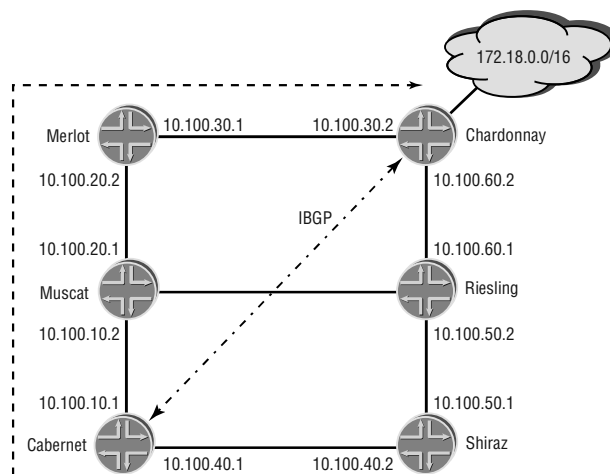 172.18.0.0/16
Merlot
10.100.30.1
10.100.30.2
Chardonnay
10.100.20.2
10.100.60.2
IBGP
10.100.20.1
10.100.60.1
Muscat
Riesling
10.100.10.2
10.100.50.2
10.100.10.1
10.100.50.1
Cabernet
Shiraz
10.100.40.1
10.100.40.2